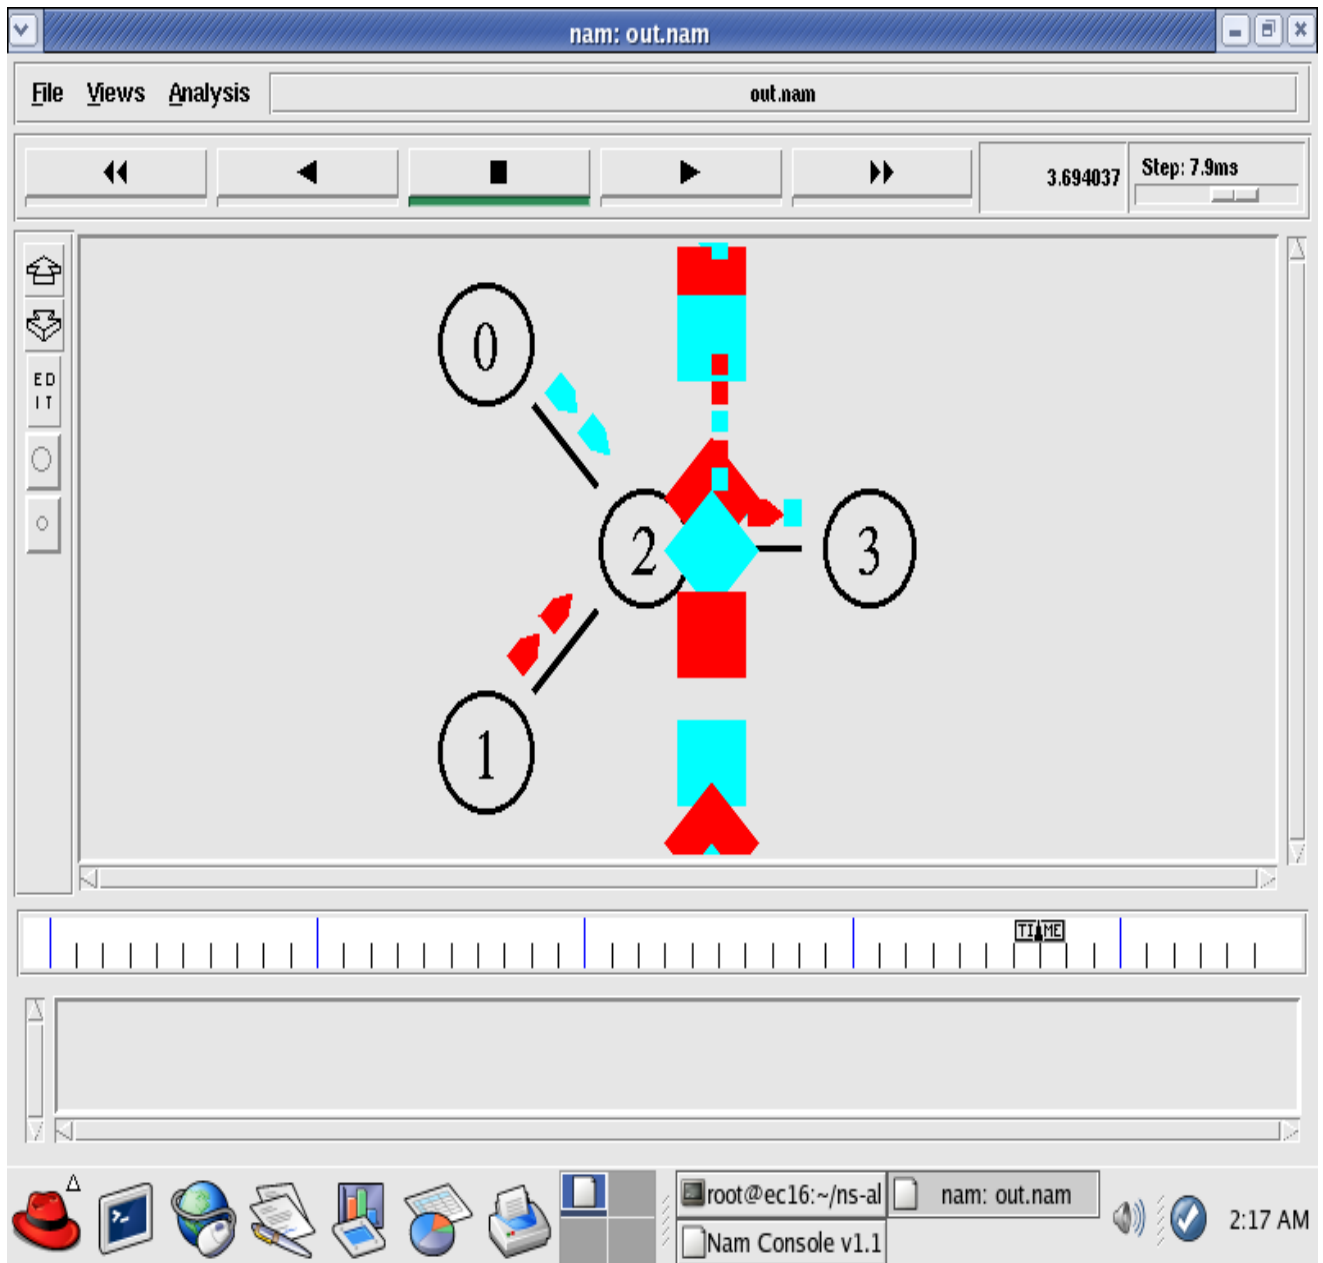 nam: out.nam
File Views Analysis out.nam
3.694037 Step: 7.9ms
ED
IT
0
2
3
1
TIME
root@ec16:~/ns-al nam: out.nam
Nam Console v1.1
2:17 AM